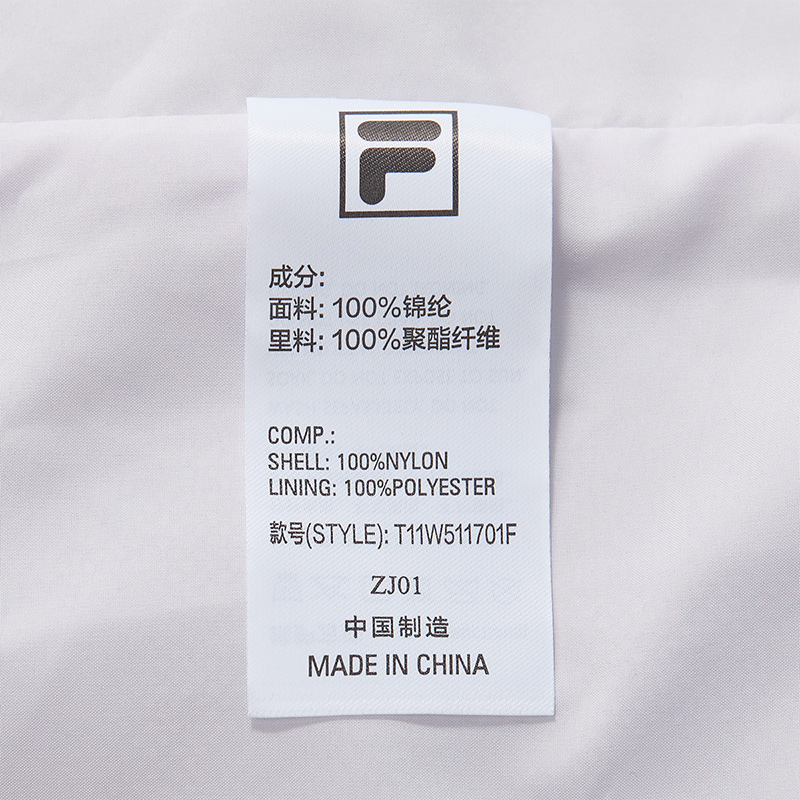 F
成分:
面料: 100%锦纶
里料: 100%聚酯纤维
COMP.:
SHELL: 100%NYLON
LINING: 100%POLYESTER
款号(STYLE): T11W511701F
ZJ01
中国制造
MADE IN CHINA